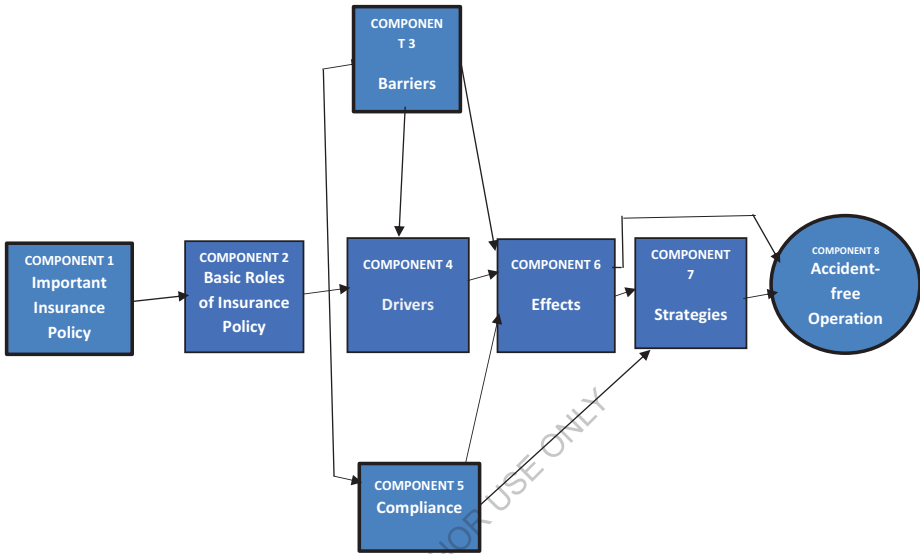 COMPONEN
T 3
Barriers
COMPONENT 1
Important
Insurance
Policy
COMPONENT 2
Basic Roles
of Insurance
Policy
COMPONENT 4
Drivers
COMPONENT 6
Effects
COMPONENT
7
Strategies
COMPONENT 8
Accident-
free
Operation
COMPONENT 5
Compliance
USE ONLY